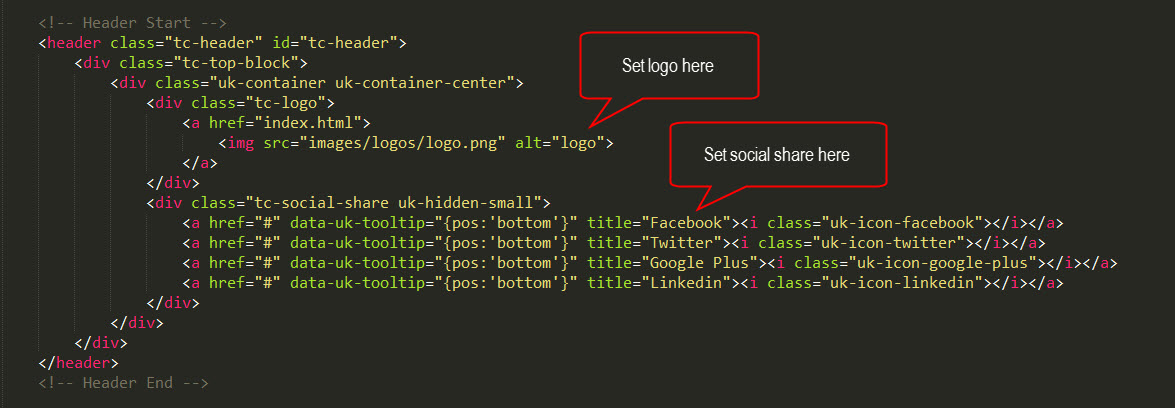 <!-- Header Start -->
<header class="tc-header" id="tc-header">
<div class="tc-top-block">
<div class="uk-container uk-container-center">
<div class="tc-logo">
<a href="index.html">
<img src="images/logos/logo.png" alt="logo">
</a>
</div>
<div class="tc-social-share uk-hidden-small">
<a href="#" data-uk-tooltip="{pos:'bottom'}" title="Facebook"><i class="uk-icon-facebook"></i></a>
<a href="#" data-uk-tooltip="{pos:'bottom'}" title="Twitter"><i class="uk-icon-twitter"></i></a>
<a href="#" data-uk-tooltip="{pos:'bottom'}" title="Google Plus"><i class="uk-icon-google-plus"></i></a>
<a href="#" data-uk-tooltip="{pos:'bottom'}" title="Linkedin"><i class="uk-icon-linkedin"></i></a>
</div>
</div>
</div>
</header>
<!-- Header End -->
Set logo here
Set social share here